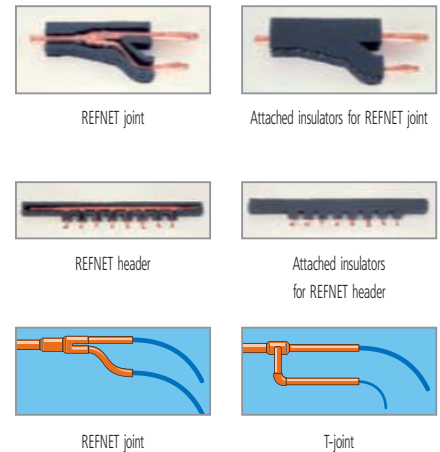 REFNET joint
Attached insulators for REFNET joint
REFNET header
Attached insulators
for REFNET header
REFNET joint
T-joint